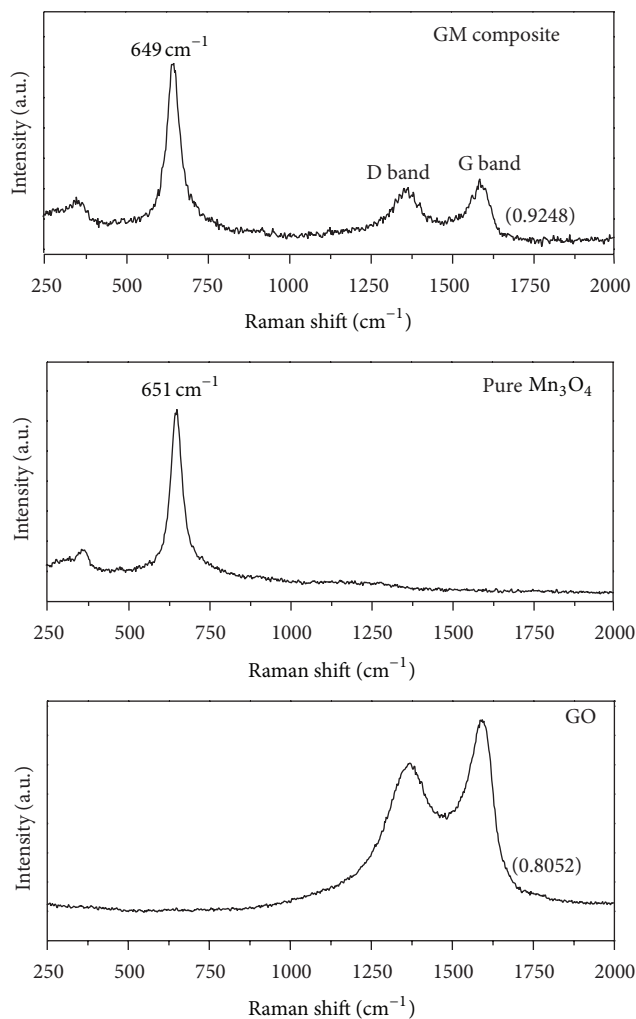 GM composite
649 cm⁻¹
D band
G band
(0.9248)
Intensity (a.u.)
250 500 750 1000 1250 1500 1750 2000
Raman shift (cm⁻¹)
Pure Mn₃O₄
651 cm⁻¹
Intensity (a.u.)
250 500 750 1000 1250 1500 1750 2000
Raman shift (cm⁻¹)
GO
(0.8052)
Intensity (a.u.)
250 500 750 1000 1250 1500 1750 2000
Raman shift (cm⁻¹)